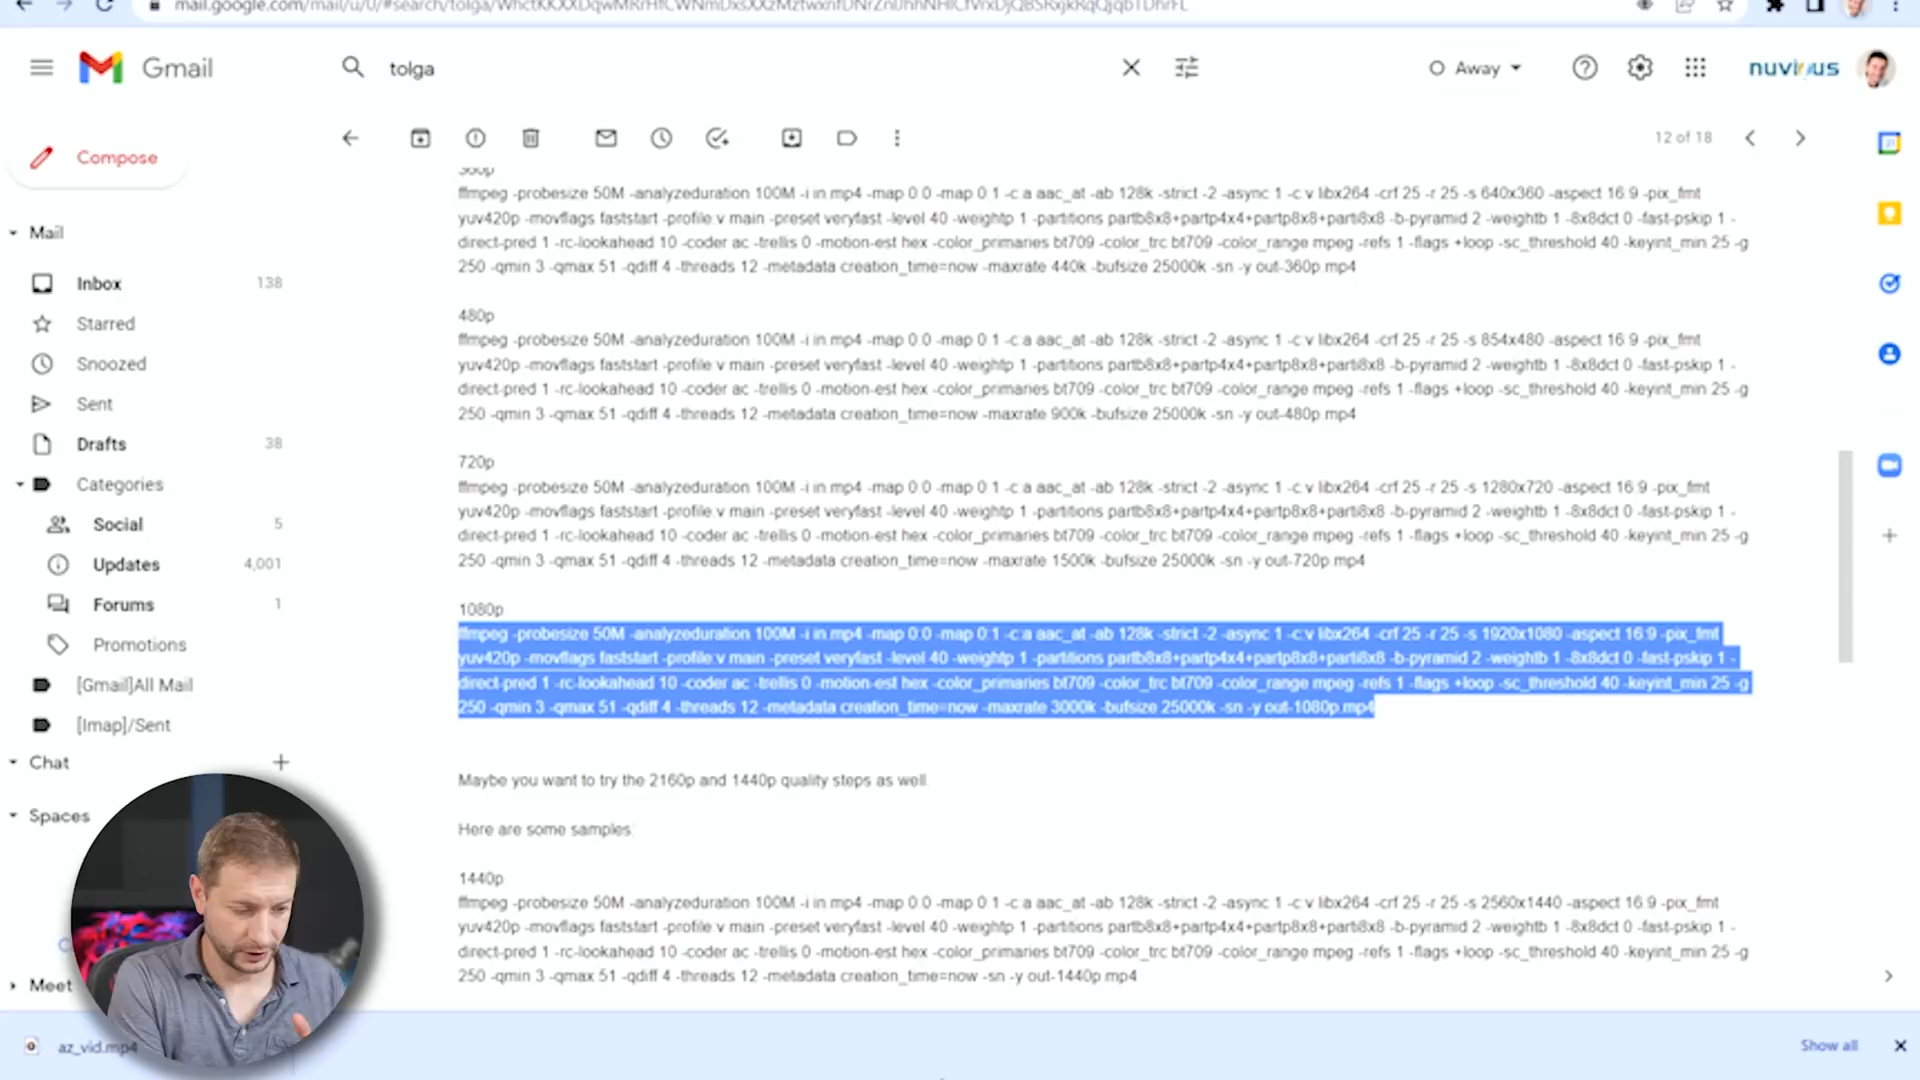 Gmail
tolga
Away
nuvious
Compose
12 of 18
Mail
Inbox 138
Starred
Snoozed
Sent
Drafts 38
Categories
Social 5
Updates 4,001
Forums 1
Promotions
[Gmail]All Mail
[Imap]/Sent
Chat
Spaces
Meet
360p
ffmpeg -probesize 50M -analyzeduration 100M -i in.mp4 -map 0:0 -map 0:1 -c:a aac_at -ab 128k -strict -2 -async 1 -c:v libx264 -crf 25 -r 25 -s 640x360 -aspect 16:9 -pix_fmt
yuv420p -movflags faststart -profile:v main -preset veryfast -level 40 -weightp 1 -partitions partb8x8+partp4x4+partp8x8+parti8x8 -b-pyramid 2 -weightb 1 -8x8dct 0 -fast-pskip 1 -
direct-pred 1 -rc-lookahead 10 -coder ac -trellis 0 -motion-est hex -color_primaries bt709 -color_trc bt709 -color_range mpeg -refs 1 -flags +loop -sc_threshold 40 -keyint_min 25 -g
250 -qmin 3 -qmax 51 -qdiff 4 -threads 12 -metadata creation_time=now -maxrate 440k -bufsize 25000k -sn -y out-360p.mp4
480p
ffmpeg -probesize 50M -analyzeduration 100M -i in.mp4 -map 0:0 -map 0:1 -c:a aac_at -ab 128k -strict -2 -async 1 -c:v libx264 -crf 25 -r 25 -s 854x480 -aspect 16:9 -pix_fmt
yuv420p -movflags faststart -profile:v main -preset veryfast -level 40 -weightp 1 -partitions partb8x8+partp4x4+partp8x8+parti8x8 -b-pyramid 2 -weightb 1 -8x8dct 0 -fast-pskip 1 -
direct-pred 1 -rc-lookahead 10 -coder ac -trellis 0 -motion-est hex -color_primaries bt709 -color_trc bt709 -color_range mpeg -refs 1 -flags +loop -sc_threshold 40 -keyint_min 25 -g
250 -qmin 3 -qmax 51 -qdiff 4 -threads 12 -metadata creation_time=now -maxrate 900k -bufsize 25000k -sn -y out-480p.mp4
720p
ffmpeg -probesize 50M -analyzeduration 100M -i in.mp4 -map 0:0 -map 0:1 -c:a aac_at -ab 128k -strict -2 -async 1 -c:v libx264 -crf 25 -r 25 -s 1280x720 -aspect 16:9 -pix_fmt
yuv420p -movflags faststart -profile:v main -preset veryfast -level 40 -weightp 1 -partitions partb8x8+partp4x4+partp8x8+parti8x8 -b-pyramid 2 -weightb 1 -8x8dct 0 -fast-pskip 1 -
direct-pred 1 -rc-lookahead 10 -coder ac -trellis 0 -motion-est hex -color_primaries bt709 -color_trc bt709 -color_range mpeg -refs 1 -flags +loop -sc_threshold 40 -keyint_min 25 -g
250 -qmin 3 -qmax 51 -qdiff 4 -threads 12 -metadata creation_time=now -maxrate 1500k -bufsize 25000k -sn -y out-720p.mp4
1080p
ffmpeg -probesize 50M -analyzeduration 100M -i in.mp4 -map 0:0 -map 0:1 -c:a aac_at -ab 128k -strict -2 -async 1 -c:v libx264 -crf 25 -r 25 -s 1920x1080 -aspect 16:9 -pix_fmt
yuv420p -movflags faststart -profile:v main -preset veryfast -level 40 -weightp 1 -partitions partb8x8+partp4x4+partp8x8+parti8x8 -b-pyramid 2 -weightb 1 -8x8dct 0 -fast-pskip 1 -
direct-pred 1 -rc-lookahead 10 -coder ac -trellis 0 -motion-est hex -color_primaries bt709 -color_trc bt709 -color_range mpeg -refs 1 -flags +loop -sc_threshold 40 -keyint_min 25 -g
250 -qmin 3 -qmax 51 -qdiff 4 -threads 12 -metadata creation_time=now -maxrate 3000k -bufsize 25000k -sn -y out-1080p.mp4
Maybe you want to try the 2160p and 1440p quality steps as well.
Here are some samples:
1440p
ffmpeg -probesize 50M -analyzeduration 100M -i in.mp4 -map 0:0 -map 0:1 -c:a aac_at -ab 128k -strict -2 -async 1 -c:v libx264 -crf 25 -r 25 -s 2560x1440 -aspect 16:9 -pix_fmt
yuv420p -movflags faststart -profile:v main -preset veryfast -level 40 -weightp 1 -partitions partb8x8+partp4x4+partp8x8+parti8x8 -b-pyramid 2 -weightb 1 -8x8dct 0 -fast-pskip 1 -
direct-pred 1 -rc-lookahead 10 -coder ac -trellis 0 -motion-est hex -color_primaries bt709 -color_trc bt709 -color_range mpeg -refs 1 -flags +loop -sc_threshold 40 -keyint_min 25 -g
250 -qmin 3 -qmax 51 -qdiff 4 -threads 12 -metadata creation_time=now -sn -y out-1440p.mp4
az_vid.mp4
Show all